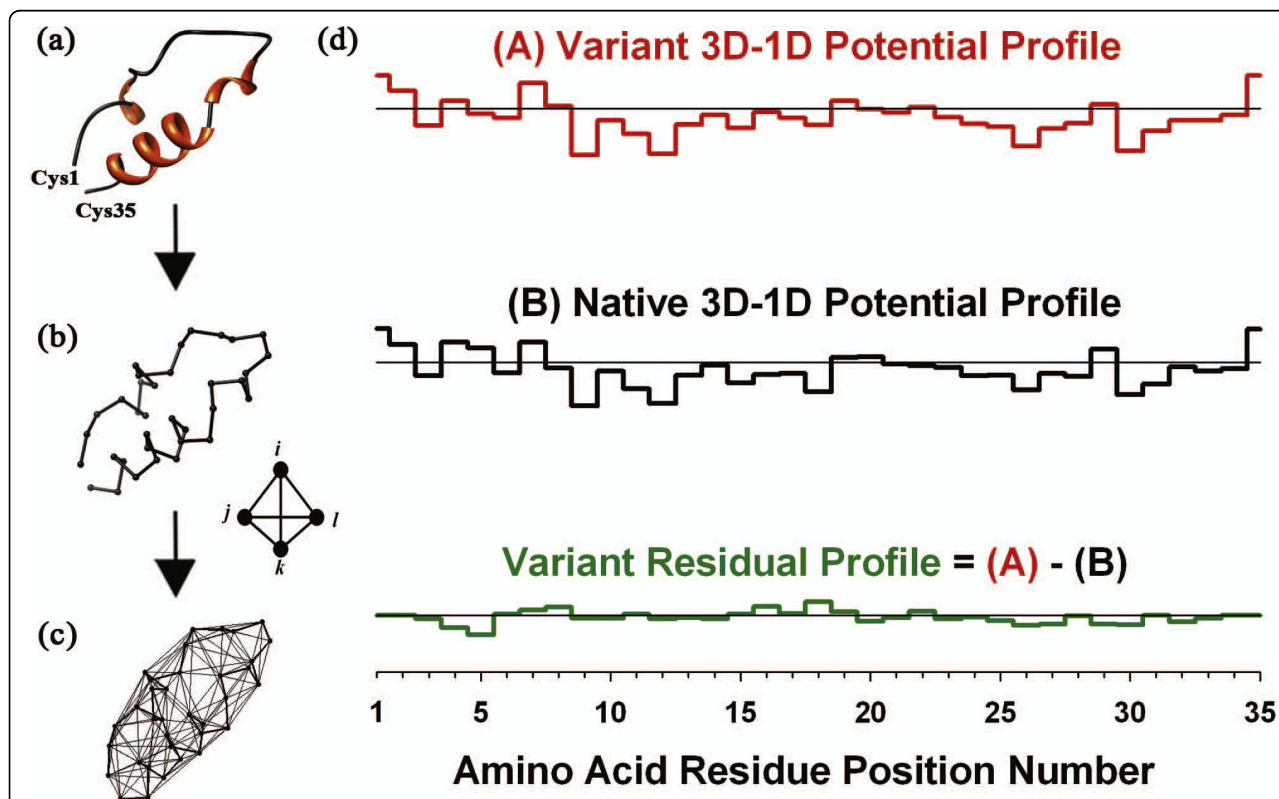 (a)
Cys1
Cys35
(b)
i
j
l
k
(c)
(d)
(A) Variant 3D-1D Potential Profile
(B) Native 3D-1D Potential Profile
Variant Residual Profile = (A) - (B)
1 5 10 15 20 25 30 35
Amino Acid Residue Position Number